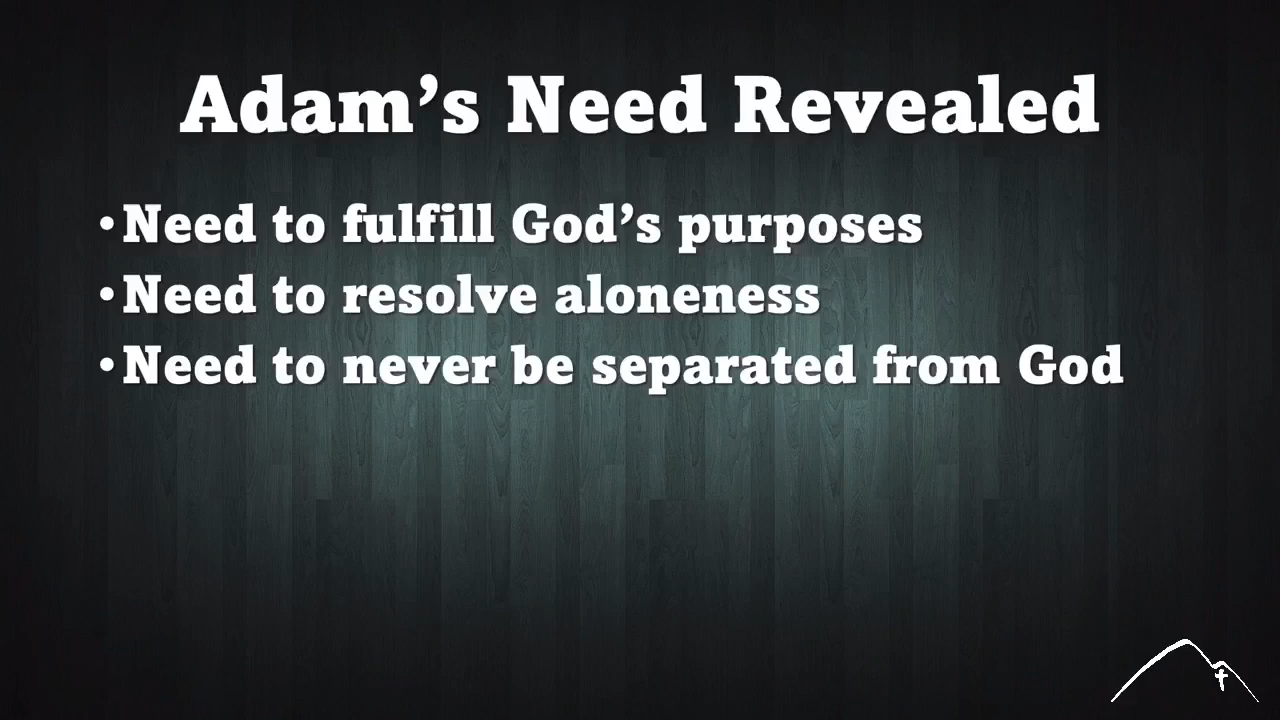 Adam’s Need Revealed
•Need to fulfill God’s purposes
•Need to resolve aloneness
•Need to never be separated from God